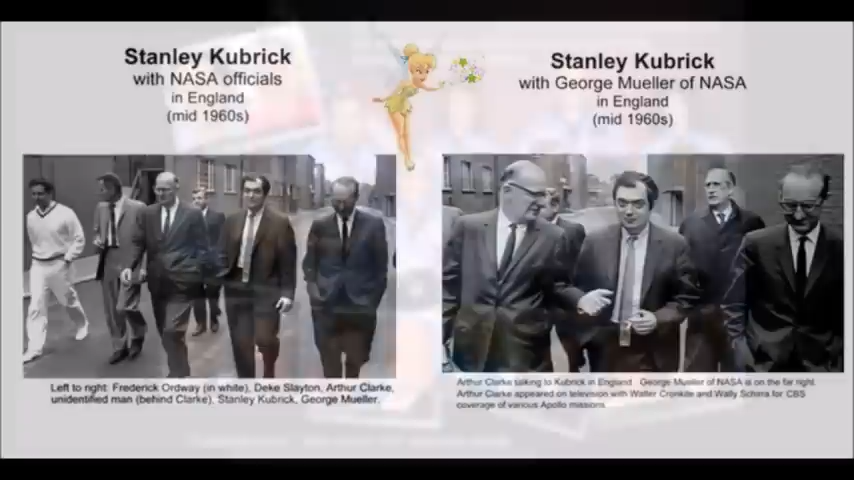 Stanley Kubrick
with NASA officials
in England
(mid 1960s)
Left to right: Frederick Ordway (in white), Deke Slayton, Arthur Clarke,
unidentified man (behind Clarke), Stanley Kubrick, George Mueller.
Stanley Kubrick
with George Mueller of NASA
in England
(mid 1960s)
Arthur Clarke talking to Kubrick in England. George Mueller of NASA is on the far right.
Arthur Clarke appeared on television with Walter Cronkite and Wally Schirra for CBS
coverage of various Apollo missions.